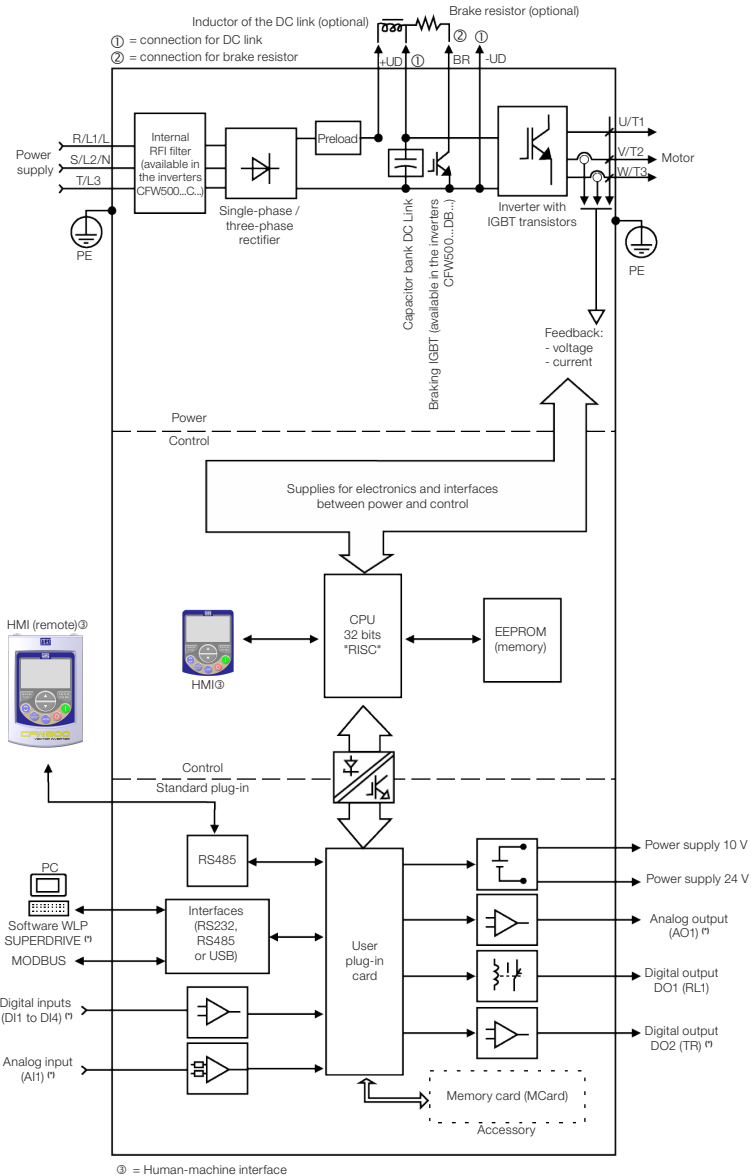 Inductor of the DC link (optional)
Brake resistor (optional)
① = connection for DC link
② = connection for brake resistor
② ①
+UD ① BR -UD
Power
supply
R/L1/L
S/L2/N
T/L3
PE
Internal
RFI filter
(available in
the inverters
CFW500...C...)
Single-phase /
three-phase
rectifier
Preload
Capacitor bank DC Link
Braking IGBT (available in the inverters
CFW500...DB...)
Inverter with
IGBT transistors
U/T1
V/T2
W/T3
Motor
PE
Feedback:
- voltage
- current
Power
Control
Supplies for electronics and interfaces
between power and control
CPU
32 bits
"RISC"
EEPROM
(memory)
HMI③
HMI (remote)③
CFW500
Control
Standard plug-in
RS485
PC
Software WLP
SUPERDRIVE (*)
MODBUS
Interfaces
(RS232,
RS485
or USB)
Digital inputs
(DI1 to DI4) (*)
Analog input
(AI1) (*)
User
plug-in
card
Power supply 10 V
Power supply 24 V
Analog output
(AO1) (*)
Digital output
DO1 (RL1)
Digital output
DO2 (TR) (*)
Memory card (MCard)
Accessory
③ = Human-machine interface